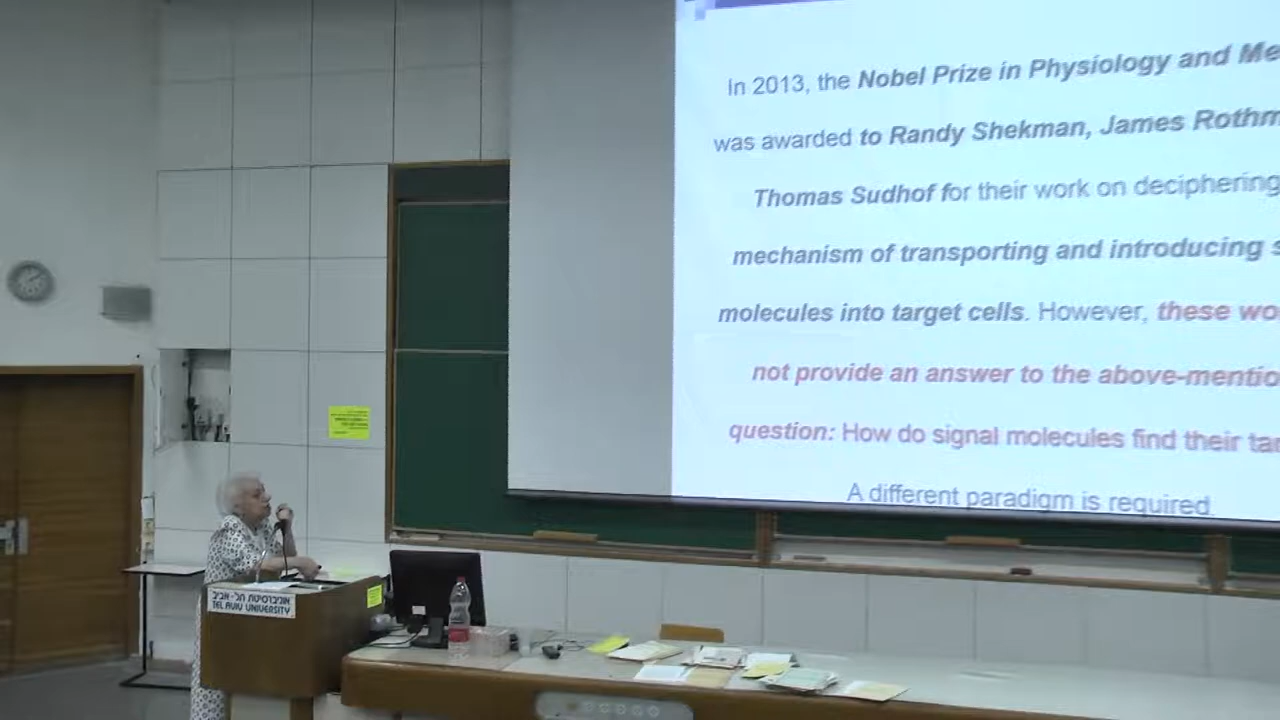 In 2013, the Nobel Prize in Physiology and Me
was awarded to Randy Shekman, James Rothm
Thomas Sudhof for their work on deciphering
mechanism of transporting and introducing s
molecules into target cells. However, these wo
not provide an answer to the above-mentio
question: How do signal molecules find their tar
A different paradigm is required.
אוניברסיטת תל-אביב
TEL AVIV UNIVERSITY